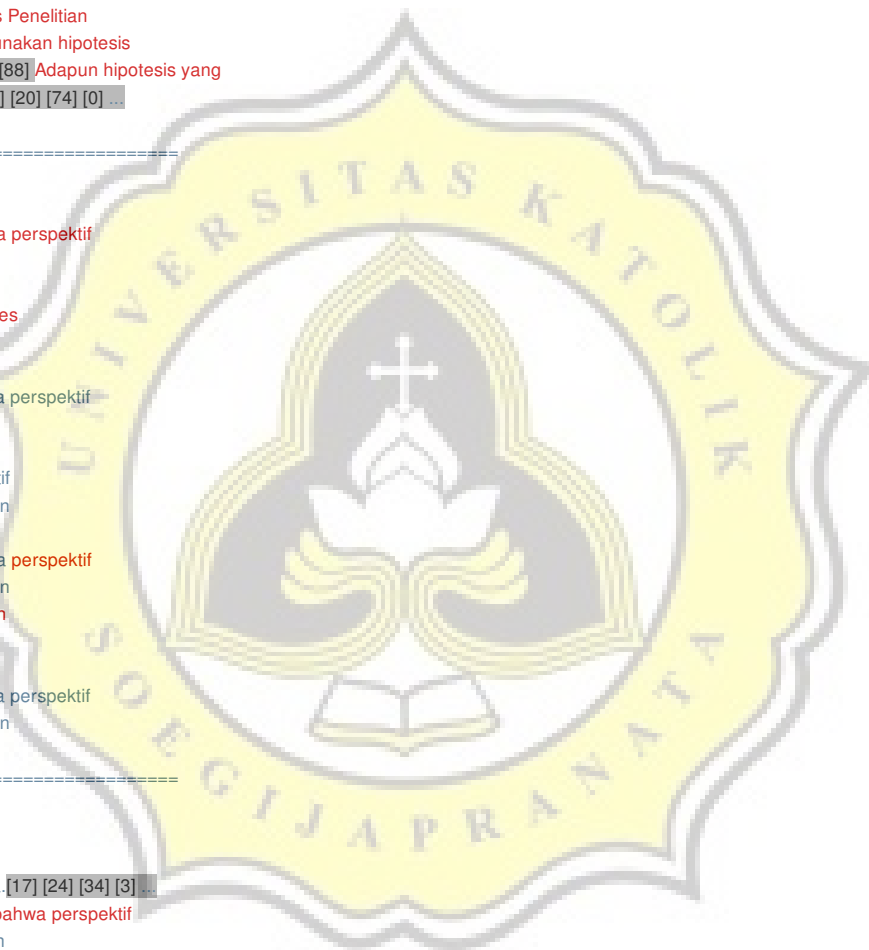 s Penelitian
unakan hipotesis
[88] Adapun hipotesis yang
] [20] [74] [0] ...
==================
a perspektif
es
a perspektif
tif
n
a perspektif
n
n
a perspektif
n
==================
.[17] [24] [34] [3] ...
bahwa perspektif
n
UNIVERSITAS KATOLIK
SOEGIJAPRANATA